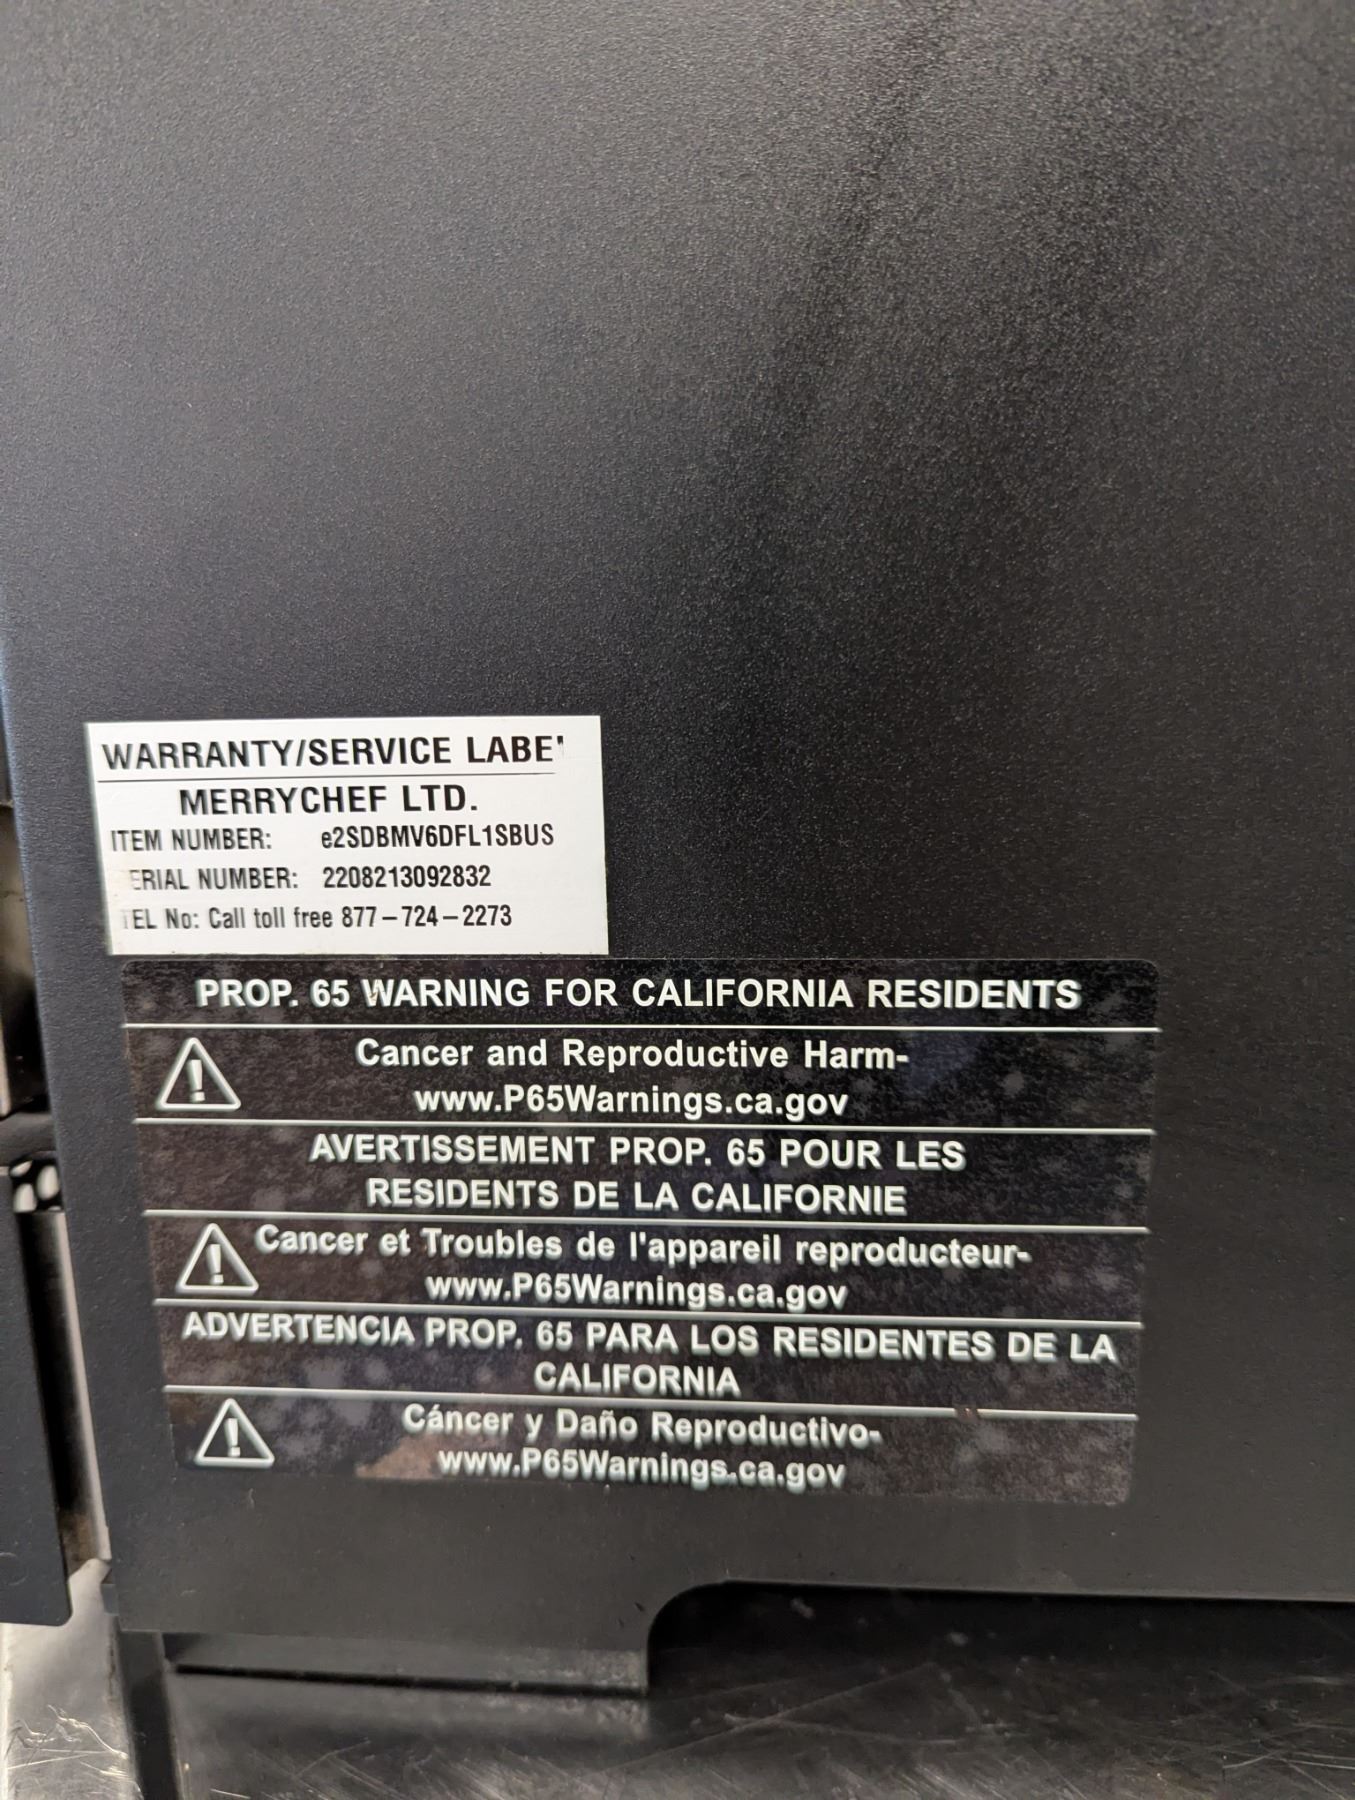 WARRANTY/SERVICE LABE
MERRYCHEF LTD.
ITEM NUMBER: e2SDBMV6DFL1SBUS
ERIAL NUMBER: 2208213092832
TEL No: Call toll free 877-724-2273
PROP. 65 WARNING FOR CALIFORNIA RESIDENTS
Cancer and Reproductive Harm-
www.P65Warnings.ca.gov
AVERTISSEMENT PROP. 65 POUR LES
RESIDENTS DE LA CALIFORNIE
Cancer et Troubles de l'appareil reproducteur-
www.P65Warnings.ca.gov
ADVERTENCIA PROP. 65 PARA LOS RESIDENTES DE LA
CALIFORNIA
Cáncer y Daño Reproductivo-
www.P65Warnings.ca.gov